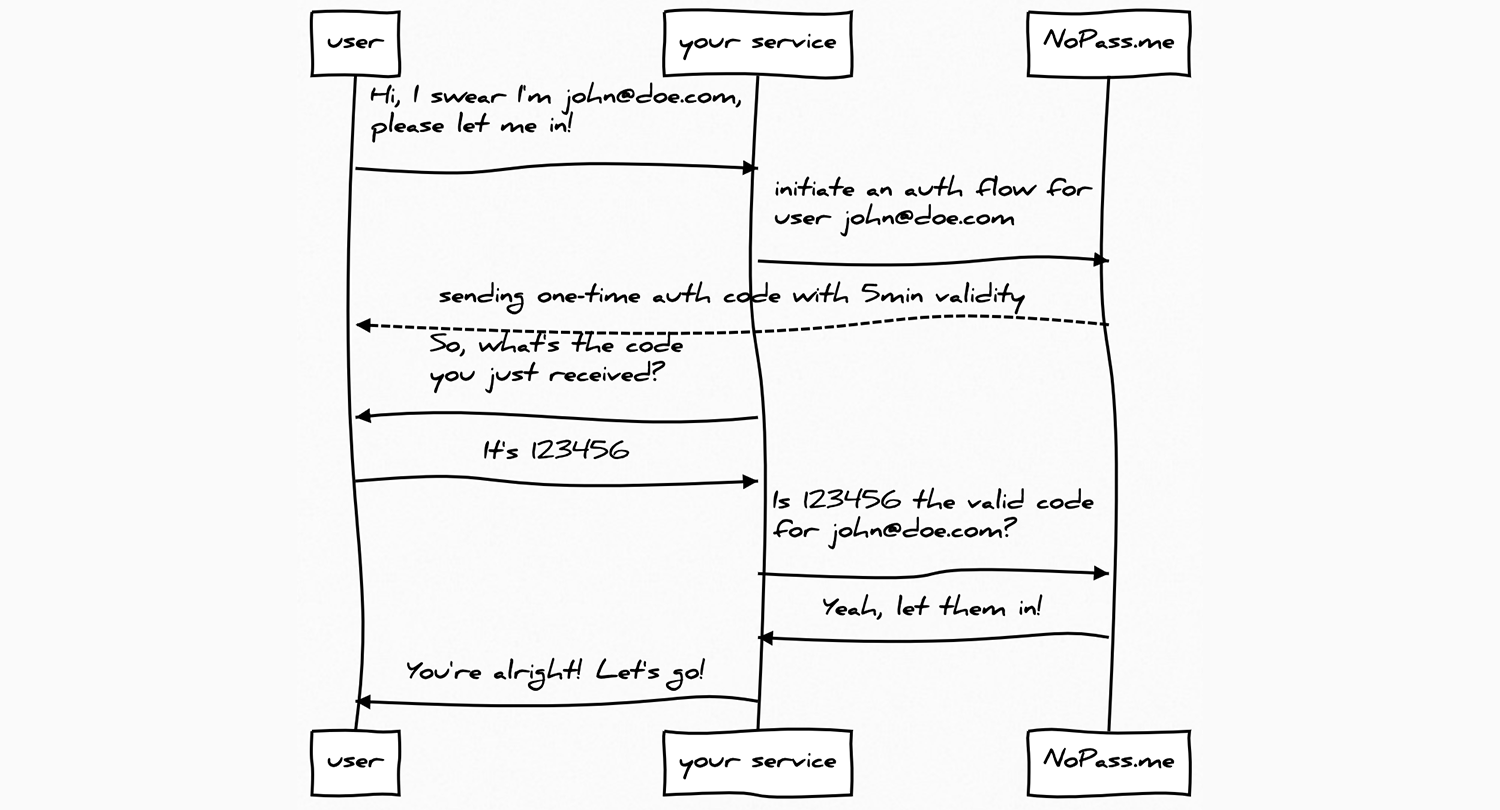 user
your service
NoPass.me
Hi, I swear I'm john@doe.com,
please let me in!
initiate an auth flow for
user john@doe.com
sending one-time auth code with 5min validity
So, what's the code
you just received?
It's 123456
Is 123456 the valid code
for john@doe.com?
Yeah, let them in!
You're alright! Let's go!
user
your service
NoPass.me